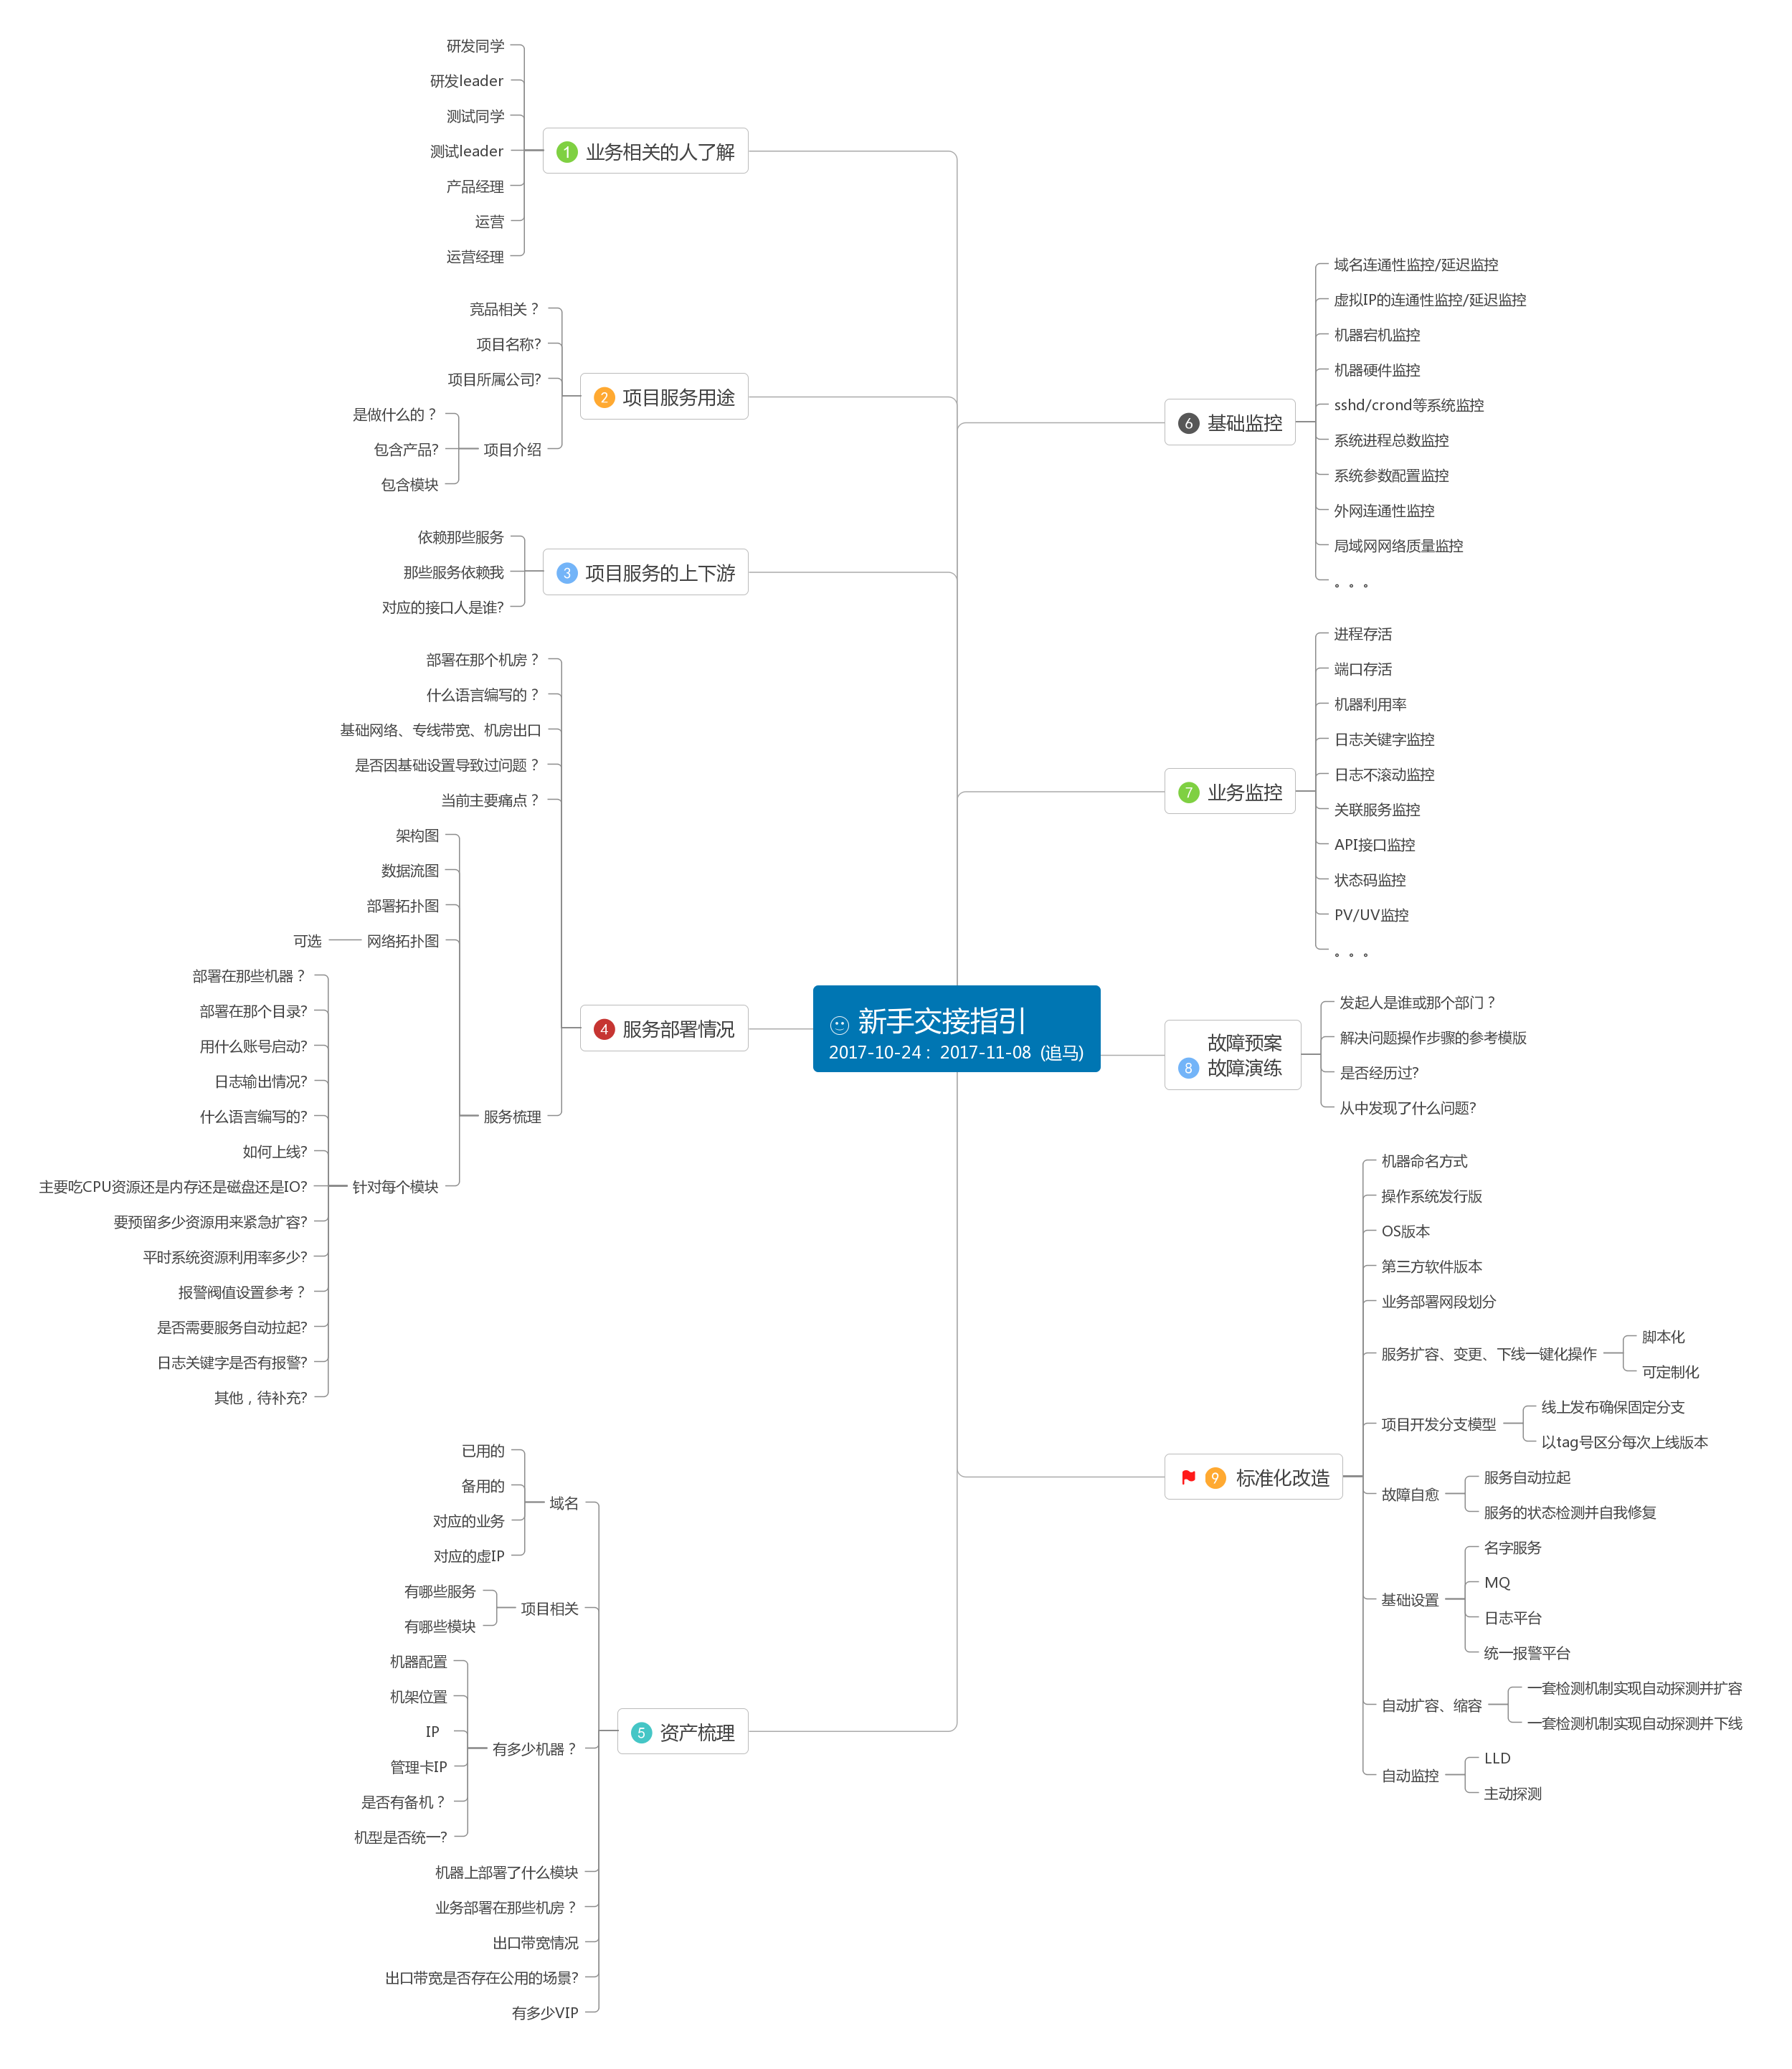 新手交接指引
2017-10-24 : 2017-11-08 (追马)
1 业务相关的人了解
研发同学
研发leader
测试同学
测试leader
产品经理
运营
运营经理
2 项目服务用途
竞品相关？
项目名称?
项目所属公司?
项目介绍
是做什么的？
包含产品?
包含模块
3 项目服务的上下游
依赖那些服务
那些服务依赖我
对应的接口人是谁?
4 服务部署情况
部署在那个机房？
什么语言编写的？
基础网络、专线带宽、机房出口
是否因基础设置导致过问题？
当前主要痛点？
服务梳理
架构图
数据流图
部署拓扑图
网络拓扑图
可选
针对每个模块
部署在那些机器？
部署在那个目录?
用什么账号启动?
日志输出情况?
什么语言编写的?
如何上线?
主要吃CPU资源还是内存还是磁盘还是IO?
要预留多少资源用来紧急扩容?
平时系统资源利用率多少?
报警阀值设置参考？
是否需要服务自动拉起?
日志关键字是否有报警?
其他，待补充?
5 资产梳理
域名
已用的
备用的
对应的业务
对应的虚IP
项目相关
有哪些服务
有哪些模块
有多少机器？
机器配置
机架位置
IP
管理卡IP
是否有备机？
机型是否统一?
机器上部署了什么模块
业务部署在那些机房？
出口带宽情况
出口带宽是否存在公用的场景?
有多少VIP
6 基础监控
域名连通性监控/延迟监控
虚拟IP的连通性监控/延迟监控
机器宕机监控
机器硬件监控
sshd/crond等系统监控
系统进程总数监控
系统参数配置监控
外网连通性监控
局域网网络质量监控
。。。
7 业务监控
进程存活
端口存活
机器利用率
日志关键字监控
日志不滚动监控
关联服务监控
API接口监控
状态码监控
PV/UV监控
。。。
故障预案
8 故障演练
发起人是谁或那个部门？
解决问题操作步骤的参考模版
是否经历过?
从中发现了什么问题?
9 标准化改造
机器命名方式
操作系统发行版
OS版本
第三方软件版本
业务部署网段划分
服务扩容、变更、下线一键化操作
脚本化
可定制化
项目开发分支模型
线上发布确保固定分支
以tag号区分每次上线版本
故障自愈
服务自动拉起
服务的状态检测并自我修复
基础设置
名字服务
MQ
日志平台
统一报警平台
自动扩容、缩容
一套检测机制实现自动探测并扩容
一套检测机制实现自动探测并下线
自动监控
LLD
主动探测